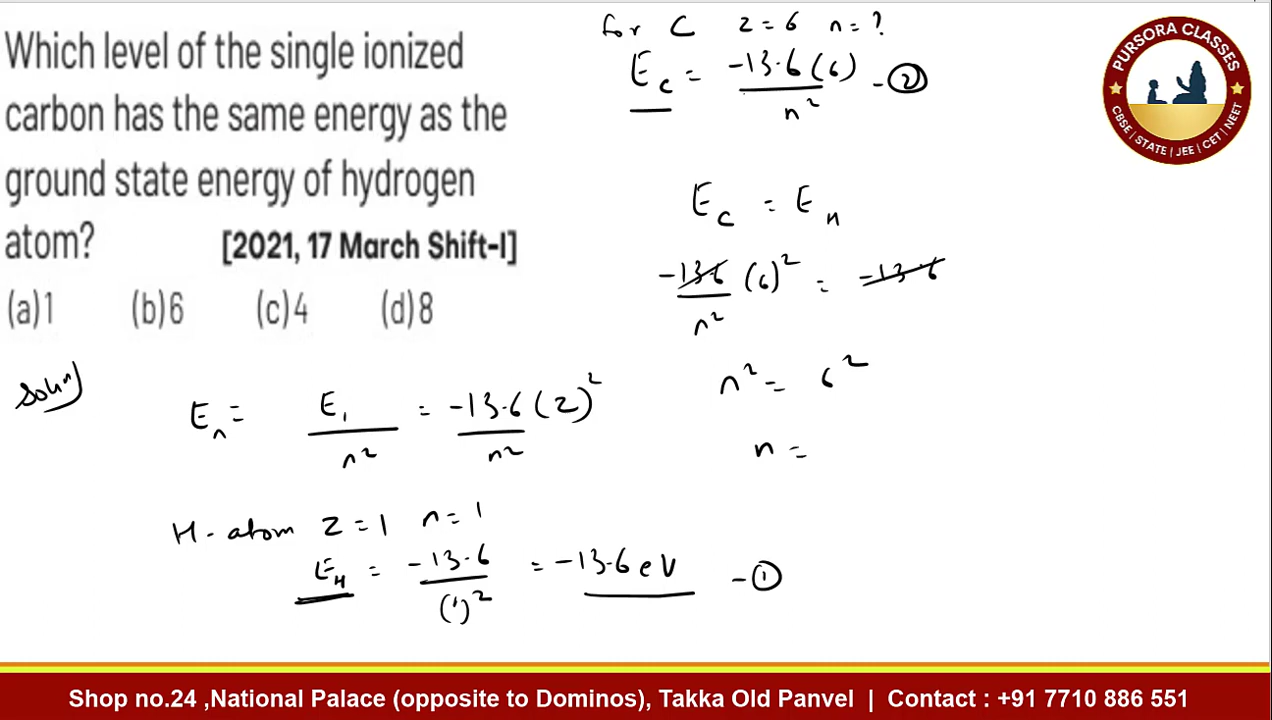 Which level of the single ionized
carbon has the same energy as the
ground state energy of hydrogen
atom? [2021, 17 March Shift-I]
(a)1 (b)6 (c)4 (d)8
Soln)
Eₙ = E₁/n² = -13.6(Z)²/n²
H-atom Z=1 n=1
E_H = -13.6/(1)² = -13.6 eV -①
for C Z=6 n=?
E_C = -13.6(6)/n² -②
E_C = E_H
-13.6/n² (6)² = -13.6
n² = 6²
n =
PURSORA CLASSES
CBSE | STATE | JEE | CET | NEET
Shop no.24 ,National Palace (opposite to Dominos), Takka Old Panvel | Contact : +91 7710 886 551